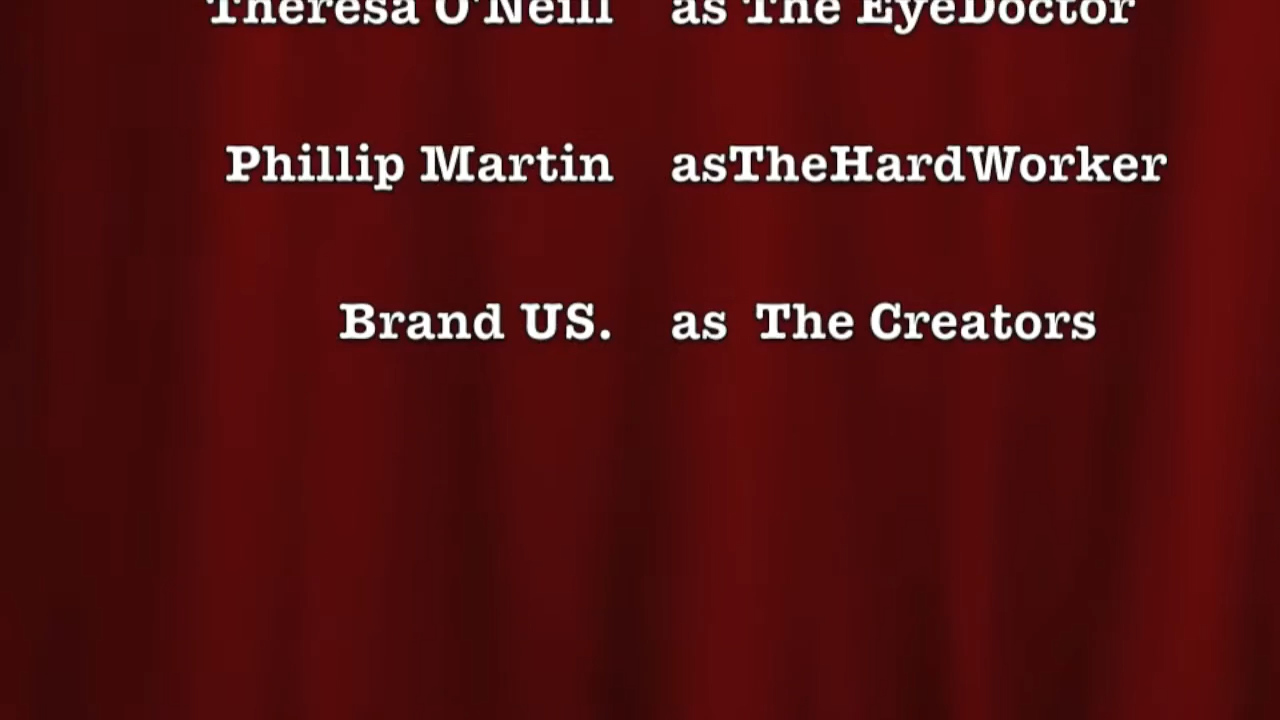 Theresa O'Neill as The EyeDoctor
Phillip Martin asTheHardWorker
Brand US. as The Creators